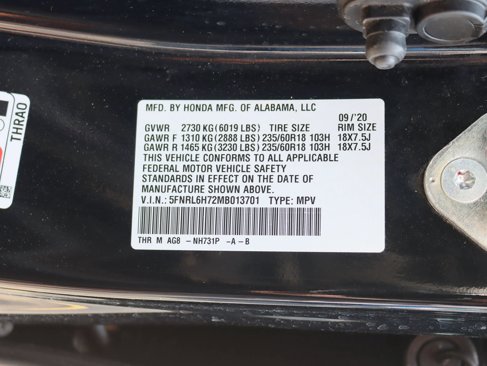 THRA0
MFD. BY HONDA MFG. OF ALABAMA, LLC
09/'20
GVWR 2730 KG (6019 LBS) TIRE SIZE RIM SIZE
GAWR F 1310 KG (2888 LBS) 235/60R18 103H 18X7.5J
GAWR R 1465 KG (3230 LBS) 235/60R18 103H 18X7.5J
THIS VEHICLE CONFORMS TO ALL APPLICABLE
FEDERAL MOTOR VEHICLE SAFETY
STANDARDS IN EFFECT ON THE DATE OF
MANUFACTURE SHOWN ABOVE.
V.I.N.: 5FNRL6H72MB013701 TYPE: MPV
THR M AG8 -NH731P -A-B